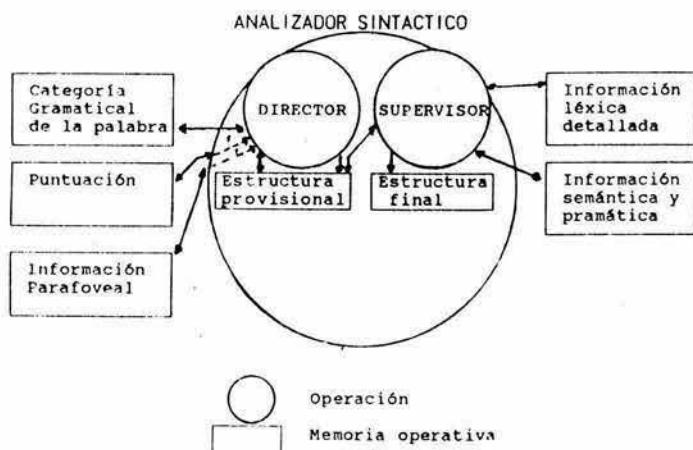 ANALIZADOR SINTACTICO
Categoría
Gramatical
de la palabra
Puntuación
Información
Parafoveal
DIRECTOR
SUPERVISOR
Estructura
provisional
Estructura
final
Información
léxica
detallada
Información
semántica y
pramática
Operación
Memoria operativa